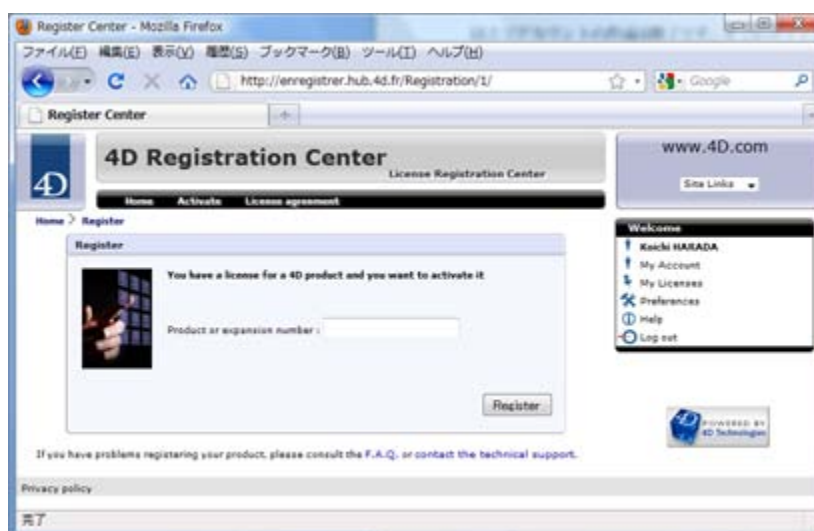 Register Center - Mozilla Firefox
ファイル(F) 編集(E) 表示(V) 履歴(S) ブックマーク(B) ツール(T) ヘルプ(H)
http://enregistrer.hub.4d.fr/Registration/1/
Google
Register Center
4D
4D Registration Center
License Registration Center
Home Activate License agreement
www.4D.com
Site Links
Home > Register
Register
You have a license for a 4D product and you want to activate it
Product or expansion number :
Register
Welcome
Koichi HARADA
My Account
My Licenses
Preferences
Help
Log out
POWERED BY
4D Technologies
If you have problems registering your product, please consult the F.A.Q. or contact the technical support.
Privacy policy
完了